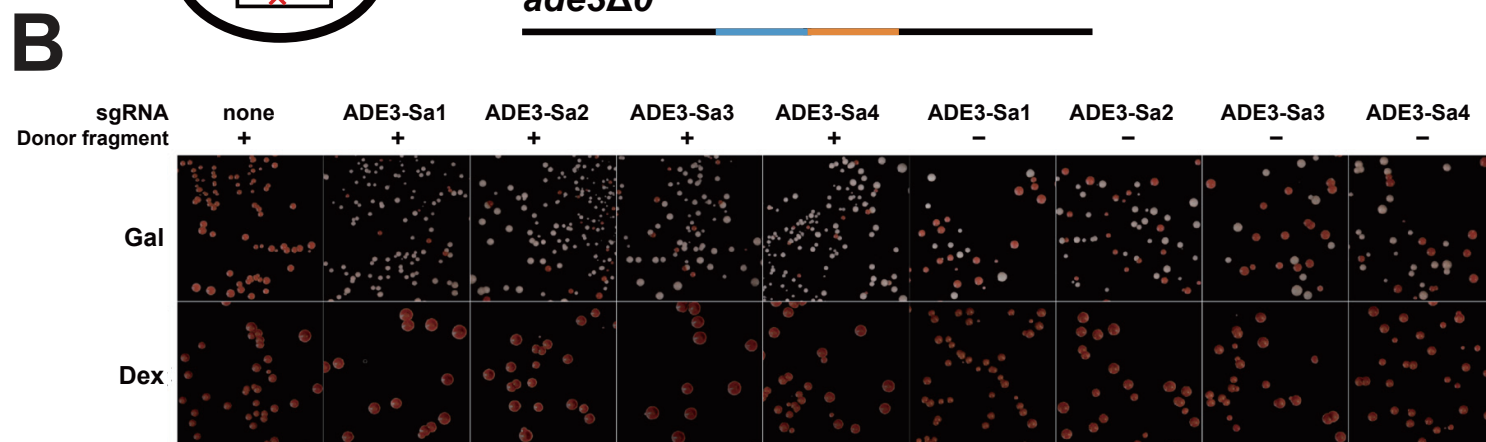 ade3Δ0
B
sgRNA none ADE3-Sa1 ADE3-Sa2 ADE3-Sa3 ADE3-Sa4 ADE3-Sa1 ADE3-Sa2 ADE3-Sa3 ADE3-Sa4
Donor fragment + + + + + − − − −
Gal
Dex